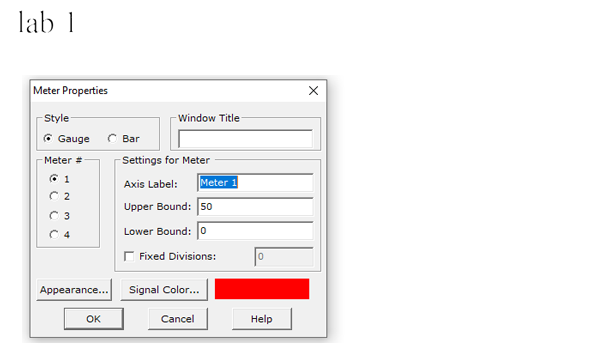 lab 1
Meter Properties
Style
Gauge Bar
Window Title
Meter #
1
2
3
4
Settings for Meter
Axis Label: Meter 1
Upper Bound: 50
Lower Bound: 0
Fixed Divisions: 0
Appearance... Signal Color...
OK Cancel Help